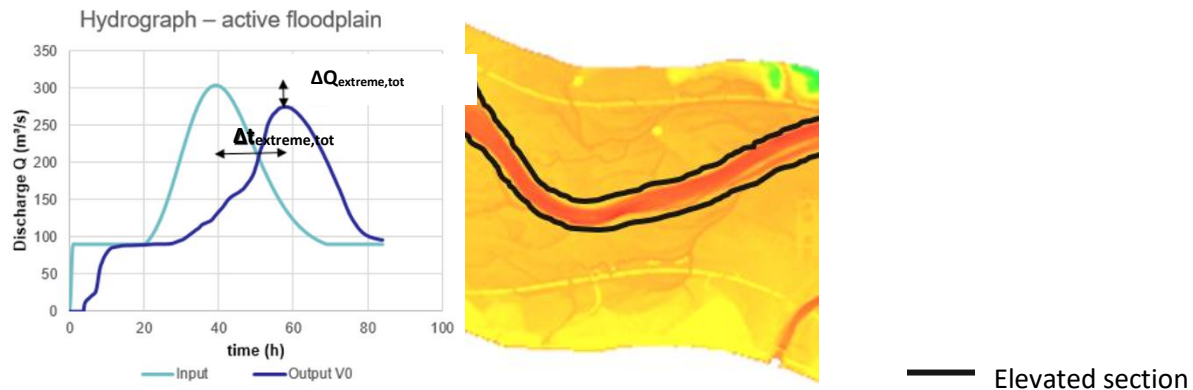 Hydrograph – active floodplain
350
300
250
200
150
100
50
0
Discharge Q (m³/s)
ΔQextreme,tot
Δtextreme,tot
0 20 40 60 80 100
time (h)
Input Output V0
Elevated section